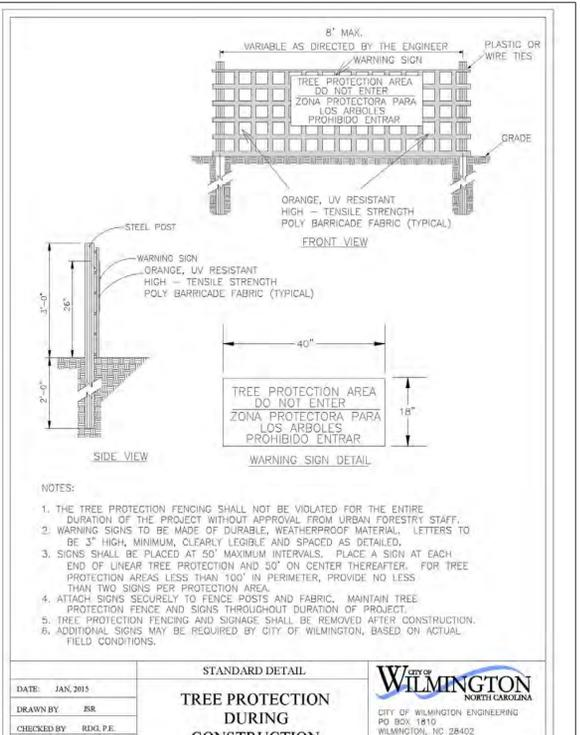 8' MAX.
VARIABLE AS DIRECTED BY THE ENGINEER
PLASTIC OR
WIRE TIES
WARNING SIGN
TREE PROTECTION AREA
DO NOT ENTER
ZONA PROTECTORA PARA
LOS ARBOLES
PROHIBIDO ENTRAR
GRADE
ORANGE, UV RESISTANT
HIGH – TENSILE STRENGTH
POLY BARRICADE FABRIC (TYPICAL)
FRONT VIEW
STEEL POST
WARNING SIGN
ORANGE, UV RESISTANT
HIGH – TENSILE STRENGTH
POLY BARRICADE FABRIC (TYPICAL)
3'-0"
26"
2'-0"
SIDE VIEW
40"
TREE PROTECTION AREA
DO NOT ENTER
ZONA PROTECTORA PARA
LOS ARBOLES
PROHIBIDO ENTRAR
18"
WARNING SIGN DETAIL
NOTES:
1. THE TREE PROTECTION FENCING SHALL NOT BE VIOLATED FOR THE ENTIRE
DURATION OF THE PROJECT WITHOUT APPROVAL FROM URBAN FORESTRY STAFF.
2. WARNING SIGNS TO BE MADE OF DURABLE, WEATHERPROOF MATERIAL. LETTERS TO
BE 3" HIGH, MINIMUM, CLEARLY LEGIBLE AND SPACED AS DETAILED.
3. SIGNS SHALL BE PLACED AT 50' MAXIMUM INTERVALS. PLACE A SIGN AT EACH
END OF LINEAR TREE PROTECTION AND 50' ON CENTER THEREAFTER. FOR TREE
PROTECTION AREAS LESS THAN 100' IN PERIMETER, PROVIDE NO LESS
THAN TWO SIGNS PER PROTECTION AREA.
4. ATTACH SIGNS SECURELY TO FENCE POSTS AND FABRIC. MAINTAIN TREE
PROTECTION FENCE AND SIGNS THROUGHOUT DURATION OF PROJECT.
5. TREE PROTECTION FENCING AND SIGNAGE SHALL BE REMOVED AFTER CONSTRUCTION.
6. ADDITIONAL SIGNS MAY BE REQUIRED BY CITY OF WILMINGTON, BASED ON ACTUAL
FIELD CONDITIONS.
DATE: JAN, 2015
DRAWN BY JSR
CHECKED BY RDG, P.E.
STANDARD DETAIL
TREE PROTECTION
DURING
CONSTRUCTION
CITY OF
WILMINGTON
NORTH CAROLINA
CITY OF WILMINGTON ENGINEERING
PO BOX 1810
WILMINGTON, NC 28402